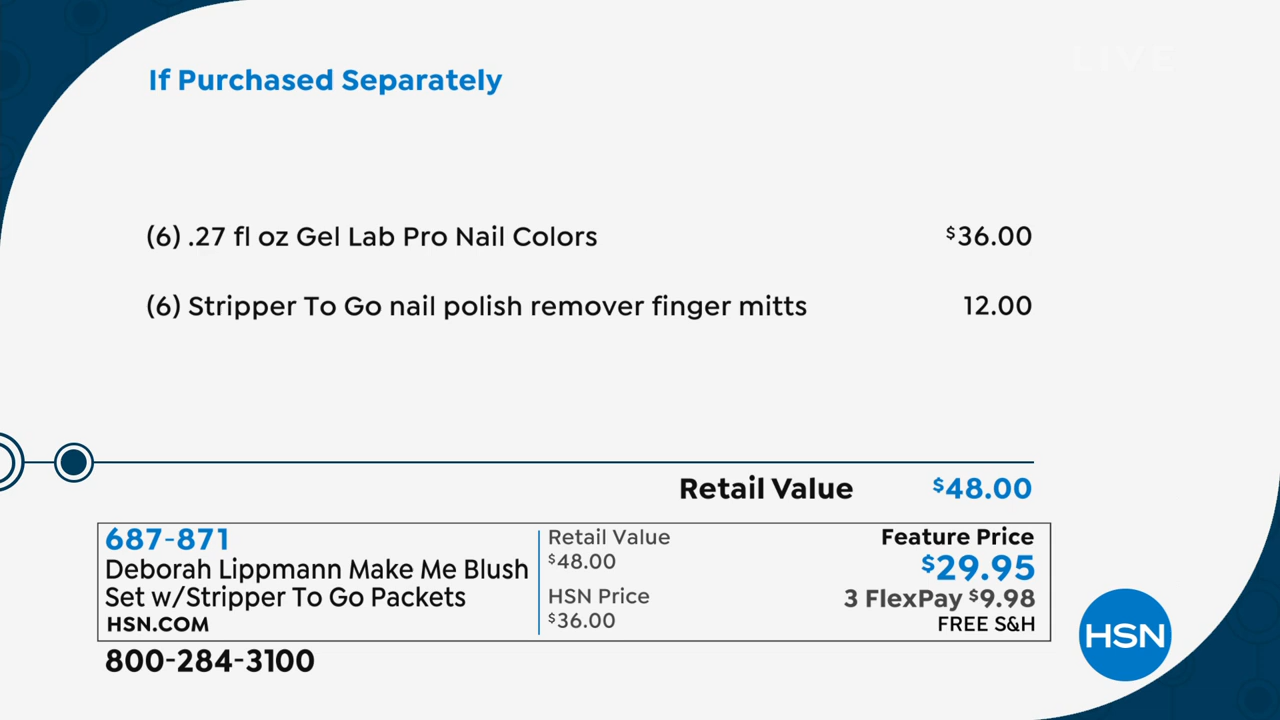 LIVE
If Purchased Separately
(6) .27 fl oz Gel Lab Pro Nail Colors $36.00
(6) Stripper To Go nail polish remover finger mitts 12.00
Retail Value $48.00
687-871
Deborah Lippmann Make Me Blush
Set w/Stripper To Go Packets
HSN.COM
Retail Value
$48.00
HSN Price
$36.00
Feature Price
$29.95
3 FlexPay $9.98
FREE S&H
800-284-3100
HSN